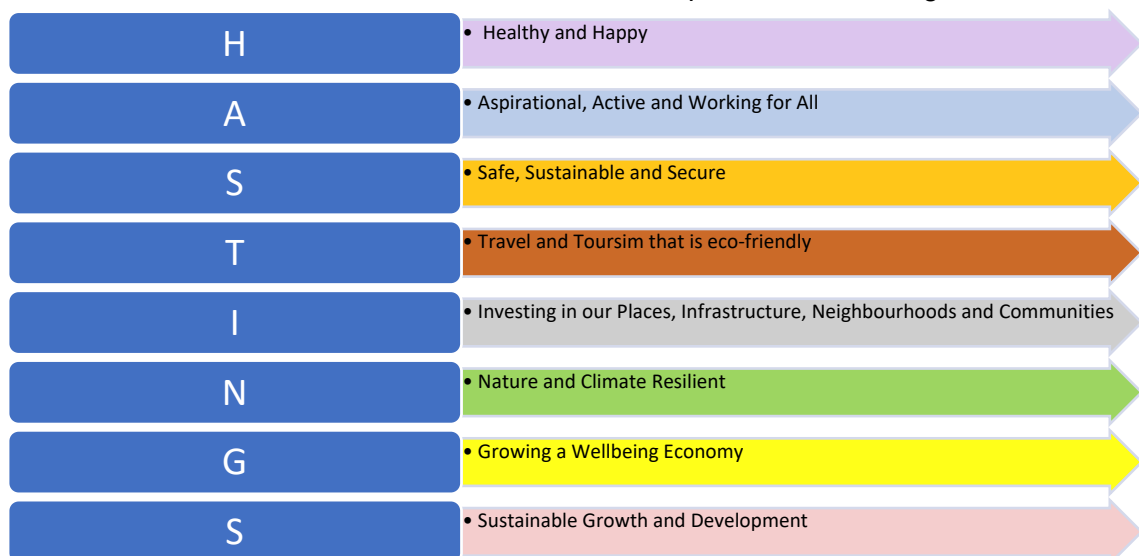 H
• Healthy and Happy
A
• Aspirational, Active and Working for All
S
• Safe, Sustainable and Secure
T
• Travel and Toursim that is eco-friendly
I
• Investing in our Places, Infrastructure, Neighbourhoods and Communities
N
• Nature and Climate Resilient
G
• Growing a Wellbeing Economy
S
• Sustainable Growth and Development